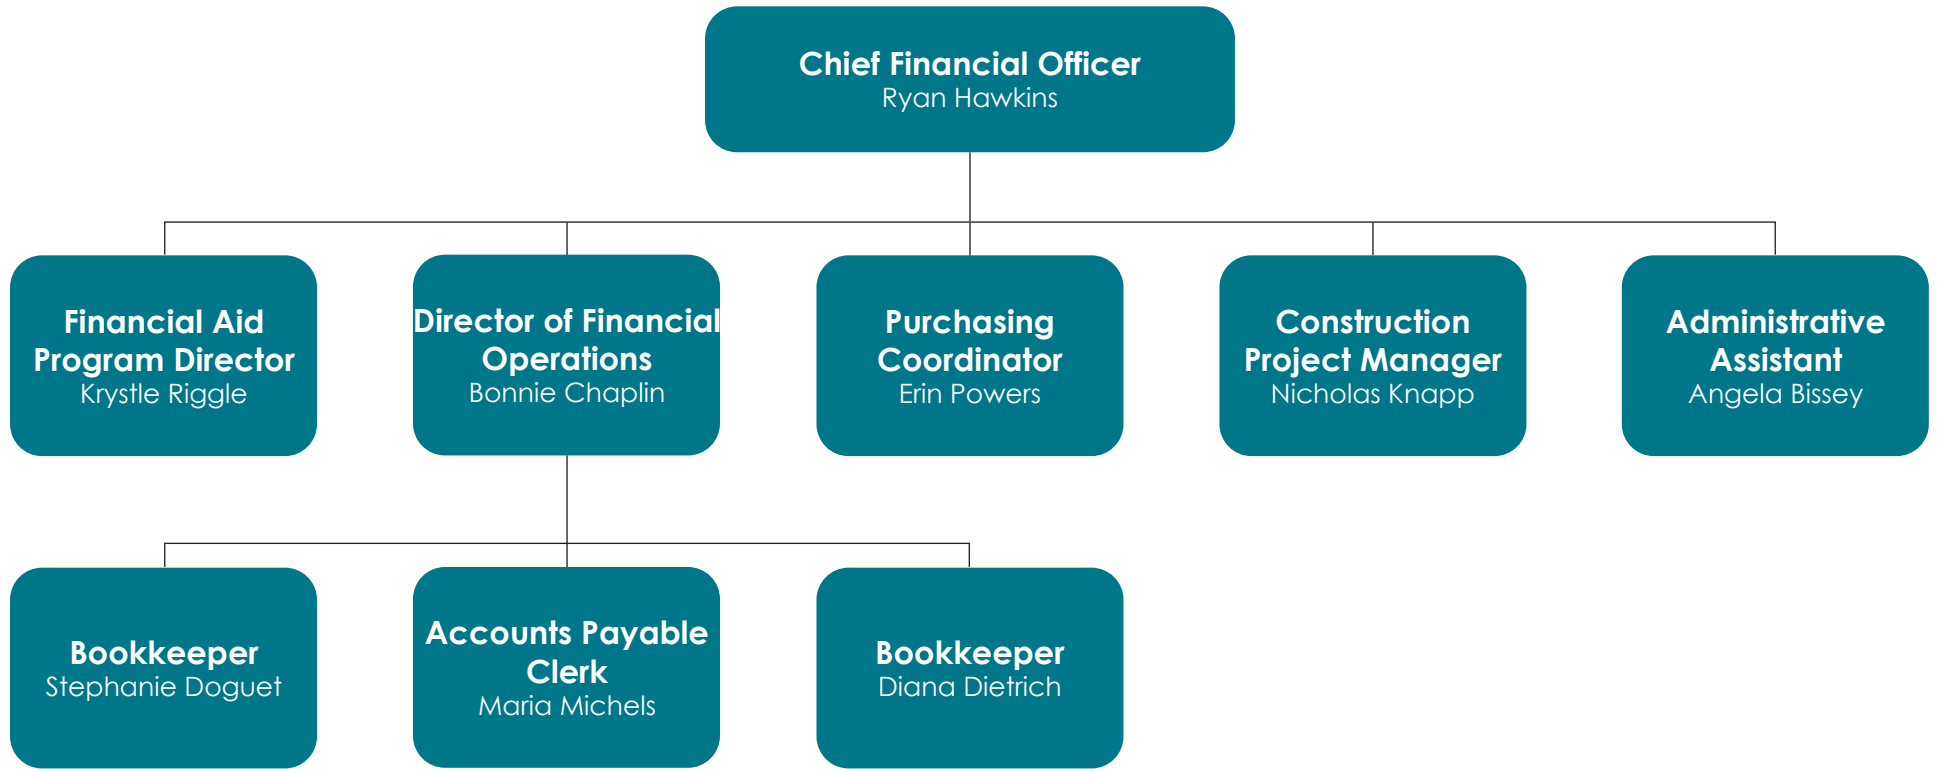 Chief Financial Officer
Ryan Hawkins
Financial Aid
Program Director
Krystle Riggle
Director of Financial
Operations
Bonnie Chaplin
Purchasing
Coordinator
Erin Powers
Construction
Project Manager
Nicholas Knapp
Administrative
Assistant
Angela Bissey
Bookkeeper
Stephanie Doguet
Accounts Payable
Clerk
Maria Michels
Bookkeeper
Diana Dietrich